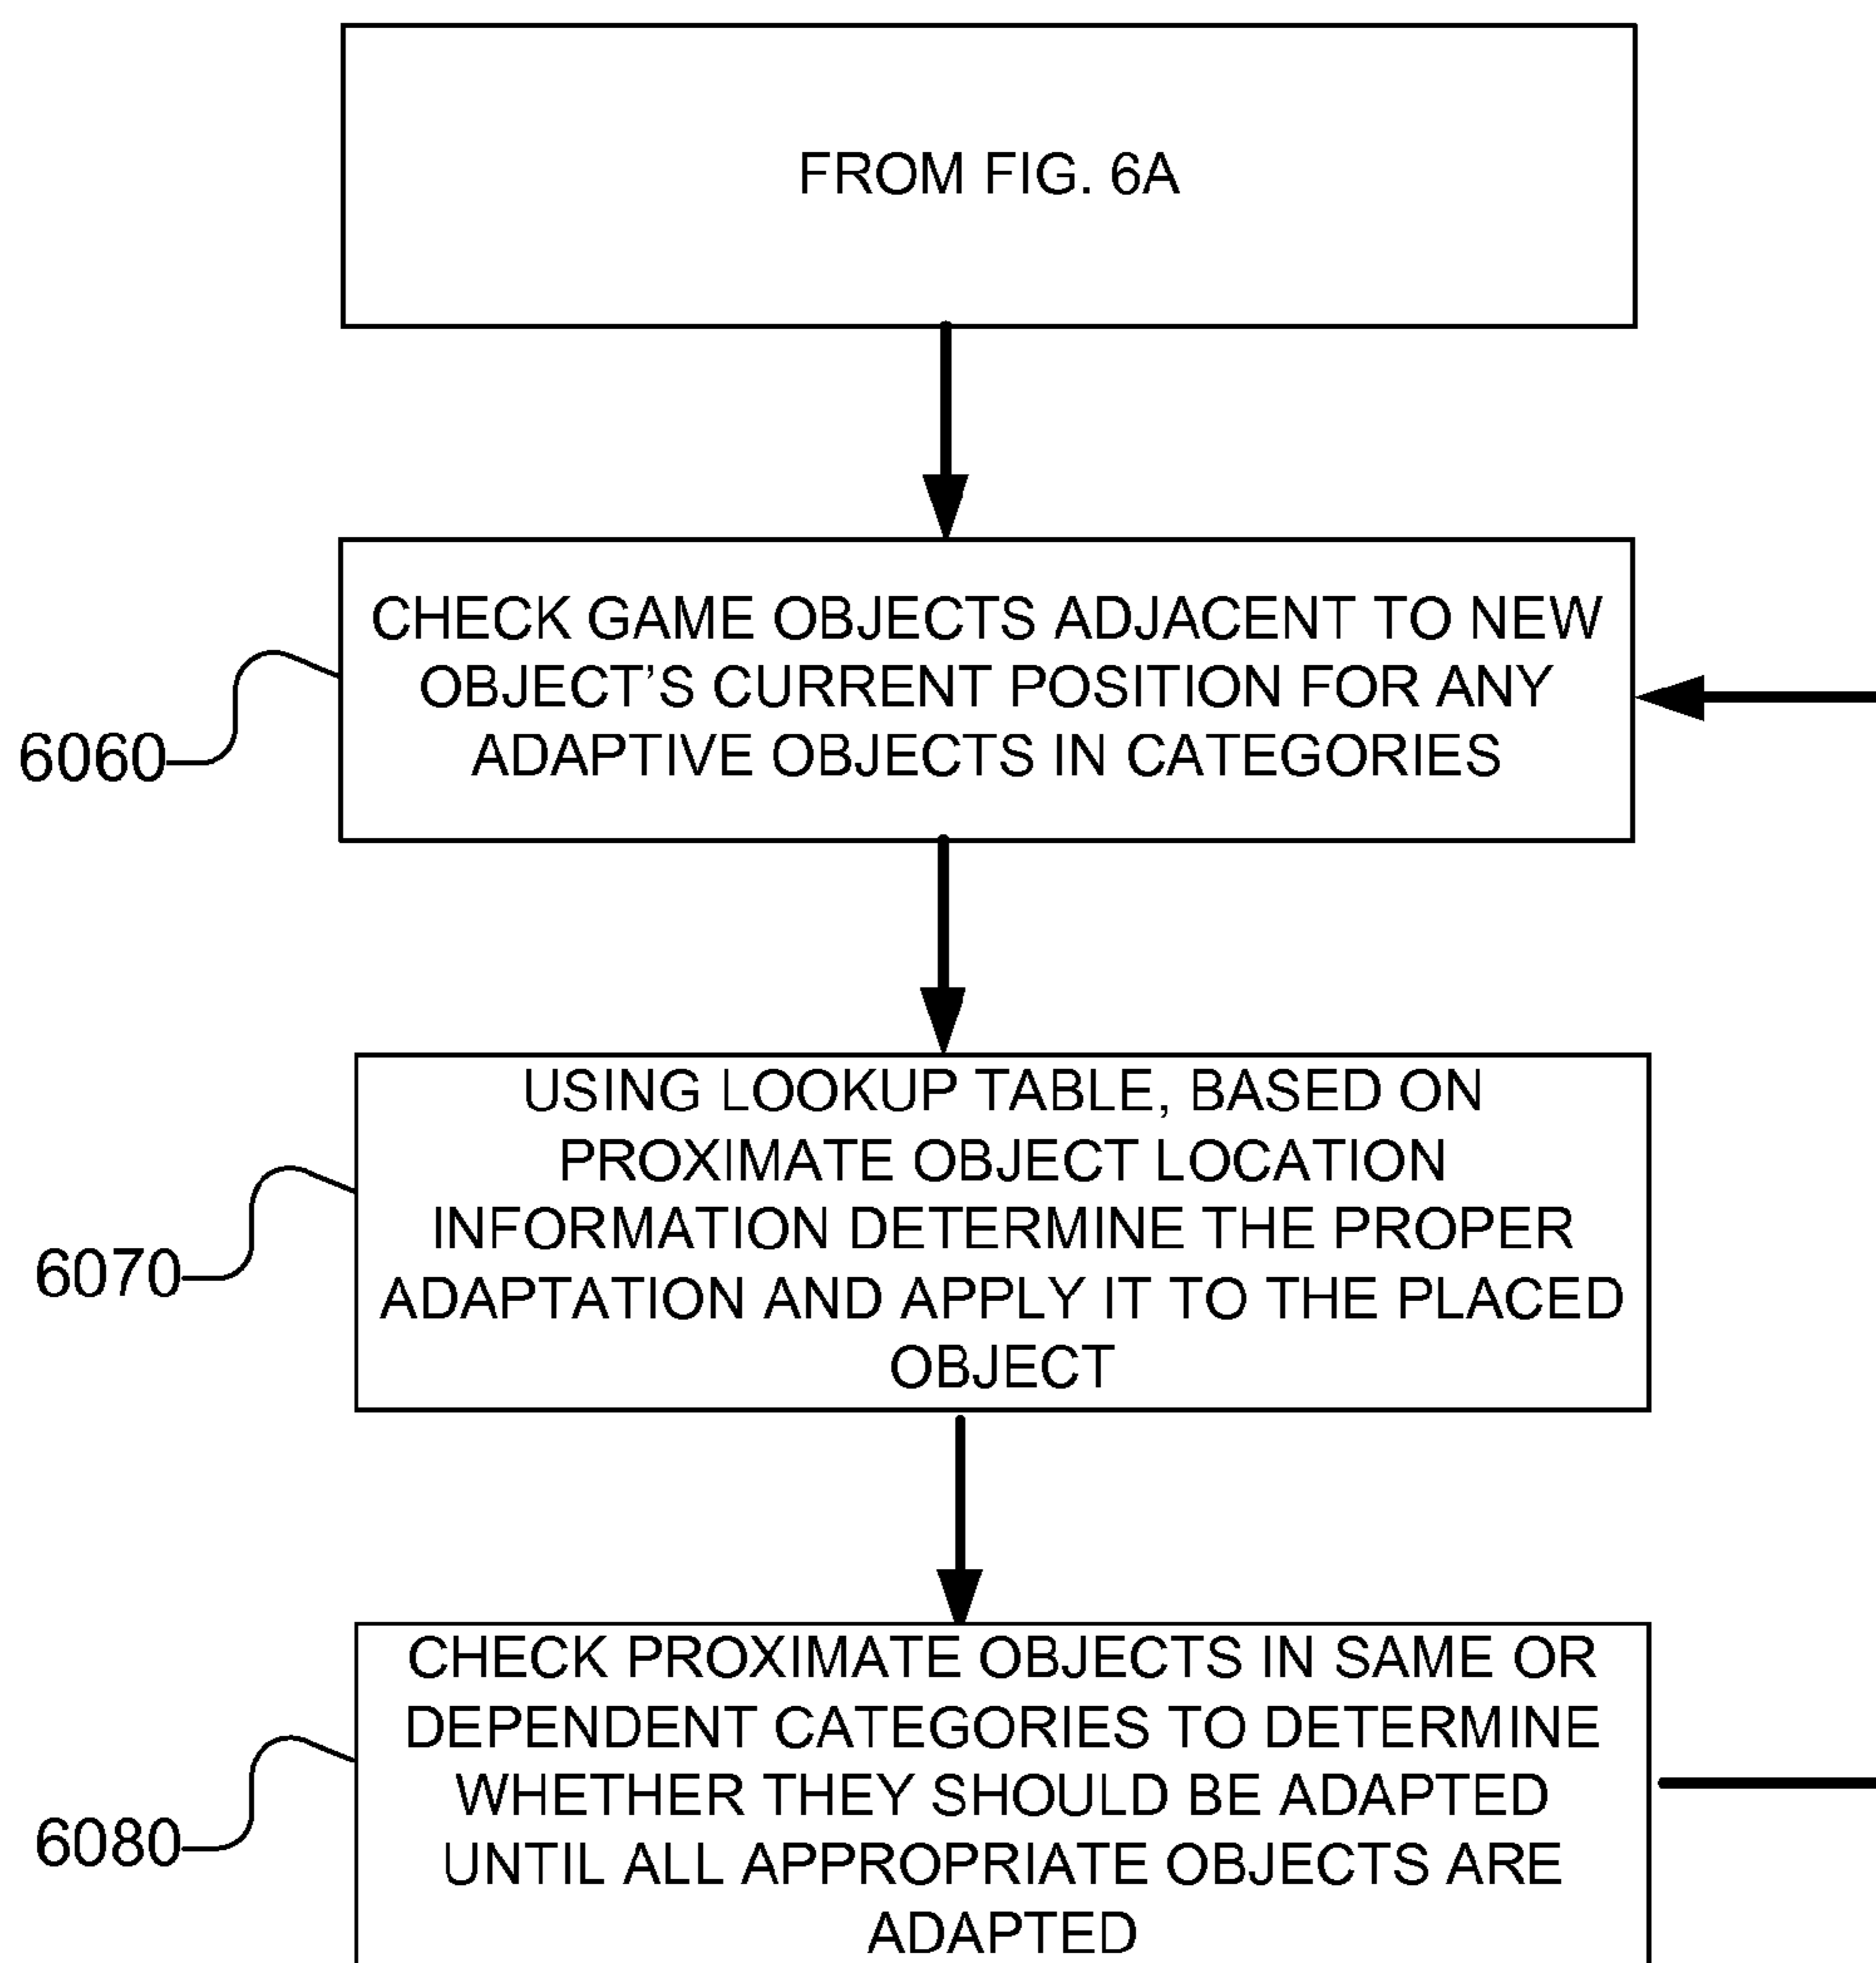 FROM FIG. 6A
CHECK GAME OBJECTS ADJACENT TO NEW
OBJECT’S CURRENT POSITION FOR ANY
ADAPTIVE OBJECTS IN CATEGORIES
6060
USING LOOKUP TABLE, BASED ON
PROXIMATE OBJECT LOCATION
INFORMATION DETERMINE THE PROPER
ADAPTATION AND APPLY IT TO THE PLACED
OBJECT
6070
CHECK PROXIMATE OBJECTS IN SAME OR
DEPENDENT CATEGORIES TO DETERMINE
WHETHER THEY SHOULD BE ADAPTED
UNTIL ALL APPROPRIATE OBJECTS ARE
ADAPTED
6080